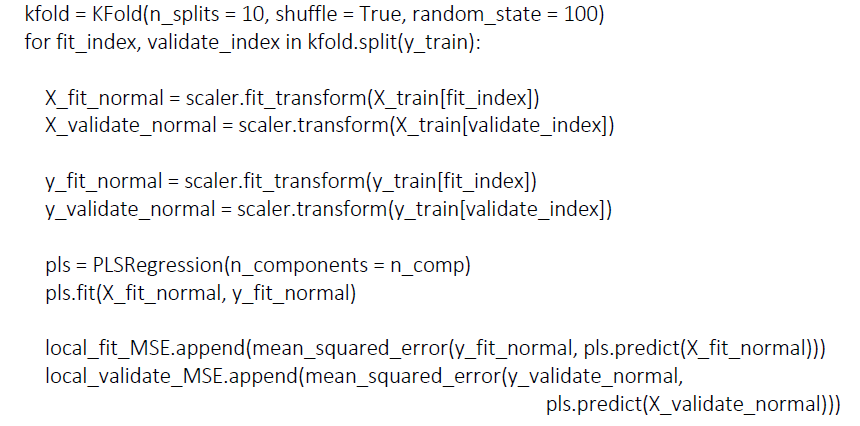 kfold = KFold(n_splits = 10, shuffle = True, random_state = 100)
for fit_index, validate_index in kfold.split(y_train):
X_fit_normal = scaler.fit_transform(X_train[fit_index])
X_validate_normal = scaler.transform(X_train[validate_index])
y_fit_normal = scaler.fit_transform(y_train[fit_index])
y_validate_normal = scaler.transform(y_train[validate_index])
pls = PLSRegression(n_components = n_comp)
pls.fit(X_fit_normal, y_fit_normal)
local_fit_MSE.append(mean_squared_error(y_fit_normal, pls.predict(X_fit_normal)))
local_validate_MSE.append(mean_squared_error(y_validate_normal,
pls.predict(X_validate_normal)))